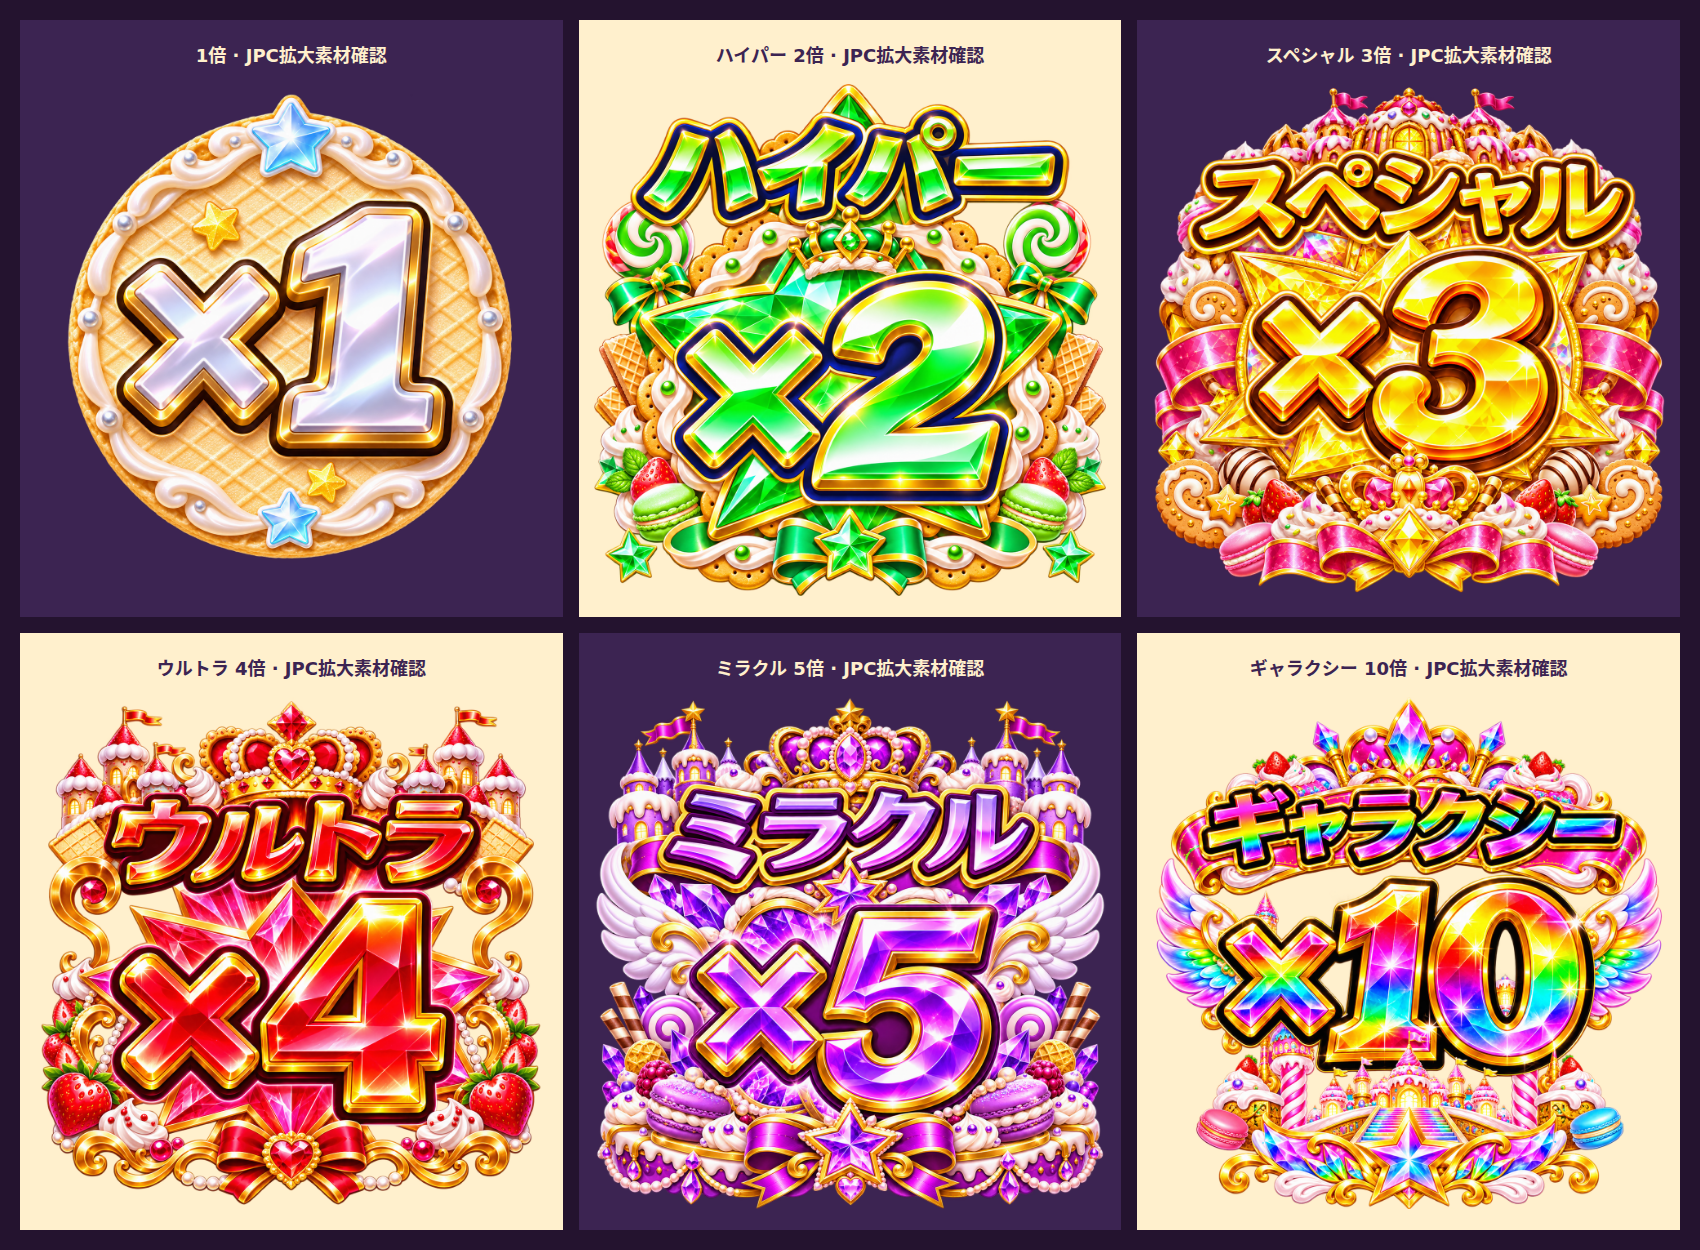 1倍・JPC拡大素材確認
×1
ハイパー 2倍・JPC拡大素材確認
ハイパー
×2
スペシャル 3倍・JPC拡大素材確認
スペシャル
×3
ウルトラ 4倍・JPC拡大素材確認
ウルトラ
×4
ミラクル 5倍・JPC拡大素材確認
ミラクル
×5
ギャラクシー 10倍・JPC拡大素材確認
ギャラクシー
×10